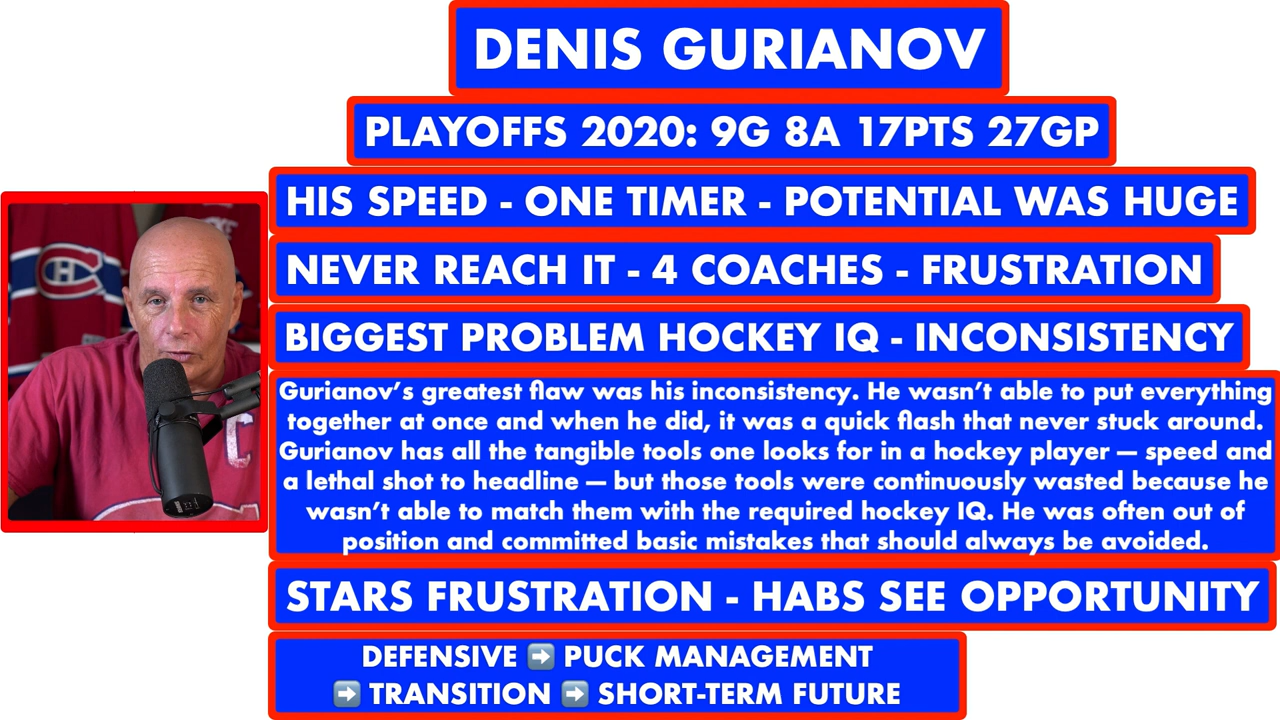 DENIS GURIANOV
PLAYOFFS 2020: 9G 8A 17PTS 27GP
HIS SPEED - ONE TIMER - POTENTIAL WAS HUGE
NEVER REACH IT - 4 COACHES - FRUSTRATION
BIGGEST PROBLEM HOCKEY IQ - INCONSISTENCY
Gurianov’s greatest flaw was his inconsistency. He wasn’t able to put everything
together at once and when he did, it was a quick flash that never stuck around.
Gurianov has all the tangible tools one looks for in a hockey player — speed and
a lethal shot to headline — but those tools were continuously wasted because he
wasn’t able to match them with the required hockey IQ. He was often out of
position and committed basic mistakes that should always be avoided.
STARS FRUSTRATION - HABS SEE OPPORTUNITY
DEFENSIVE ➡️ PUCK MANAGEMENT
➡️ TRANSITION ➡️ SHORT-TERM FUTURE
C